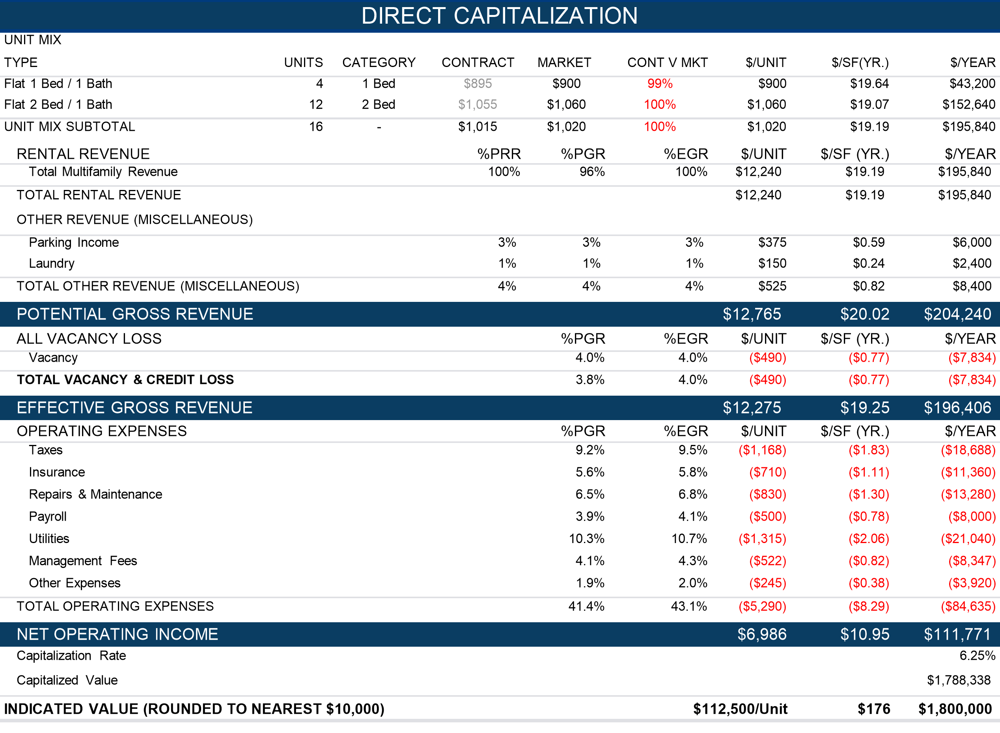 DIRECT CAPITALIZATION
UNIT MIX
TYPE UNITS CATEGORY CONTRACT MARKET CONT V MKT $/UNIT $/SF(YR.) $/YEAR
Flat 1 Bed / 1 Bath 4 1 Bed $895 $900 99% $900 $19.64 $43,200
Flat 2 Bed / 1 Bath 12 2 Bed $1,055 $1,060 100% $1,060 $19.07 $152,640
UNIT MIX SUBTOTAL 16 - $1,015 $1,020 100% $1,020 $19.19 $195,840
RENTAL REVENUE %PRR %PGR %EGR $/UNIT $/SF (YR.) $/YEAR
Total Multifamily Revenue 100% 96% 100% $12,240 $19.19 $195,840
TOTAL RENTAL REVENUE $12,240 $19.19 $195,840
OTHER REVENUE (MISCELLANEOUS)
Parking Income 3% 3% 3% $375 $0.59 $6,000
Laundry 1% 1% 1% $150 $0.24 $2,400
TOTAL OTHER REVENUE (MISCELLANEOUS) 4% 4% 4% $525 $0.82 $8,400
POTENTIAL GROSS REVENUE $12,765 $20.02 $204,240
ALL VACANCY LOSS %PGR %EGR $/UNIT $/SF (YR.) $/YEAR
Vacancy 4.0% 4.0% ($490) ($0.77) ($7,834)
TOTAL VACANCY & CREDIT LOSS 3.8% 4.0% ($490) ($0.77) ($7,834)
EFFECTIVE GROSS REVENUE $12,275 $19.25 $196,406
OPERATING EXPENSES %PGR %EGR $/UNIT $/SF (YR.) $/YEAR
Taxes 9.2% 9.5% ($1,168) ($1.83) ($18,688)
Insurance 5.6% 5.8% ($710) ($1.11) ($11,360)
Repairs & Maintenance 6.5% 6.8% ($830) ($1.30) ($13,280)
Payroll 3.9% 4.1% ($500) ($0.78) ($8,000)
Utilities 10.3% 10.7% ($1,315) ($2.06) ($21,040)
Management Fees 4.1% 4.3% ($522) ($0.82) ($8,347)
Other Expenses 1.9% 2.0% ($245) ($0.38) ($3,920)
TOTAL OPERATING EXPENSES 41.4% 43.1% ($5,290) ($8.29) ($84,635)
NET OPERATING INCOME $6,986 $10.95 $111,771
Capitalization Rate 6.25%
Capitalized Value $1,788,338
INDICATED VALUE (ROUNDED TO NEAREST $10,000) $112,500/Unit $176 $1,800,000